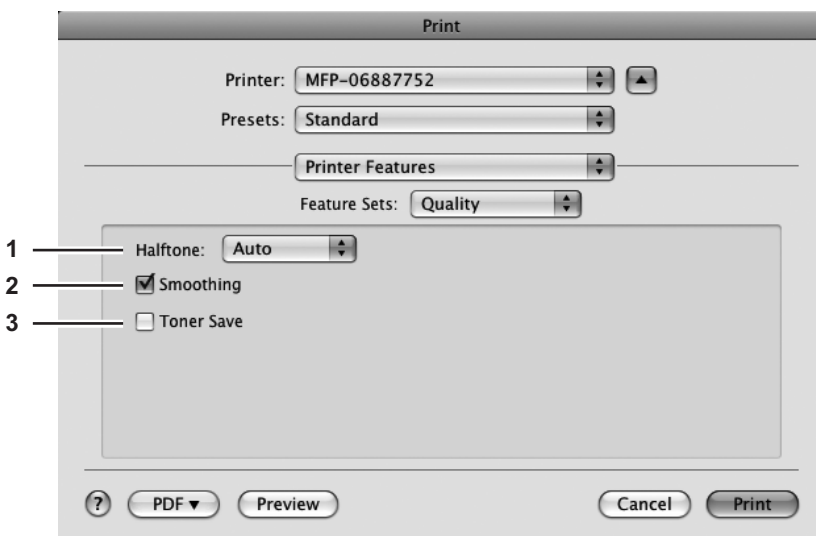 Print
Printer: MFP-06887752
Presets: Standard
Printer Features
Feature Sets: Quality
1 Halftone: Auto
2 Smoothing
3 Toner Save
? PDF▼ Preview Cancel Print